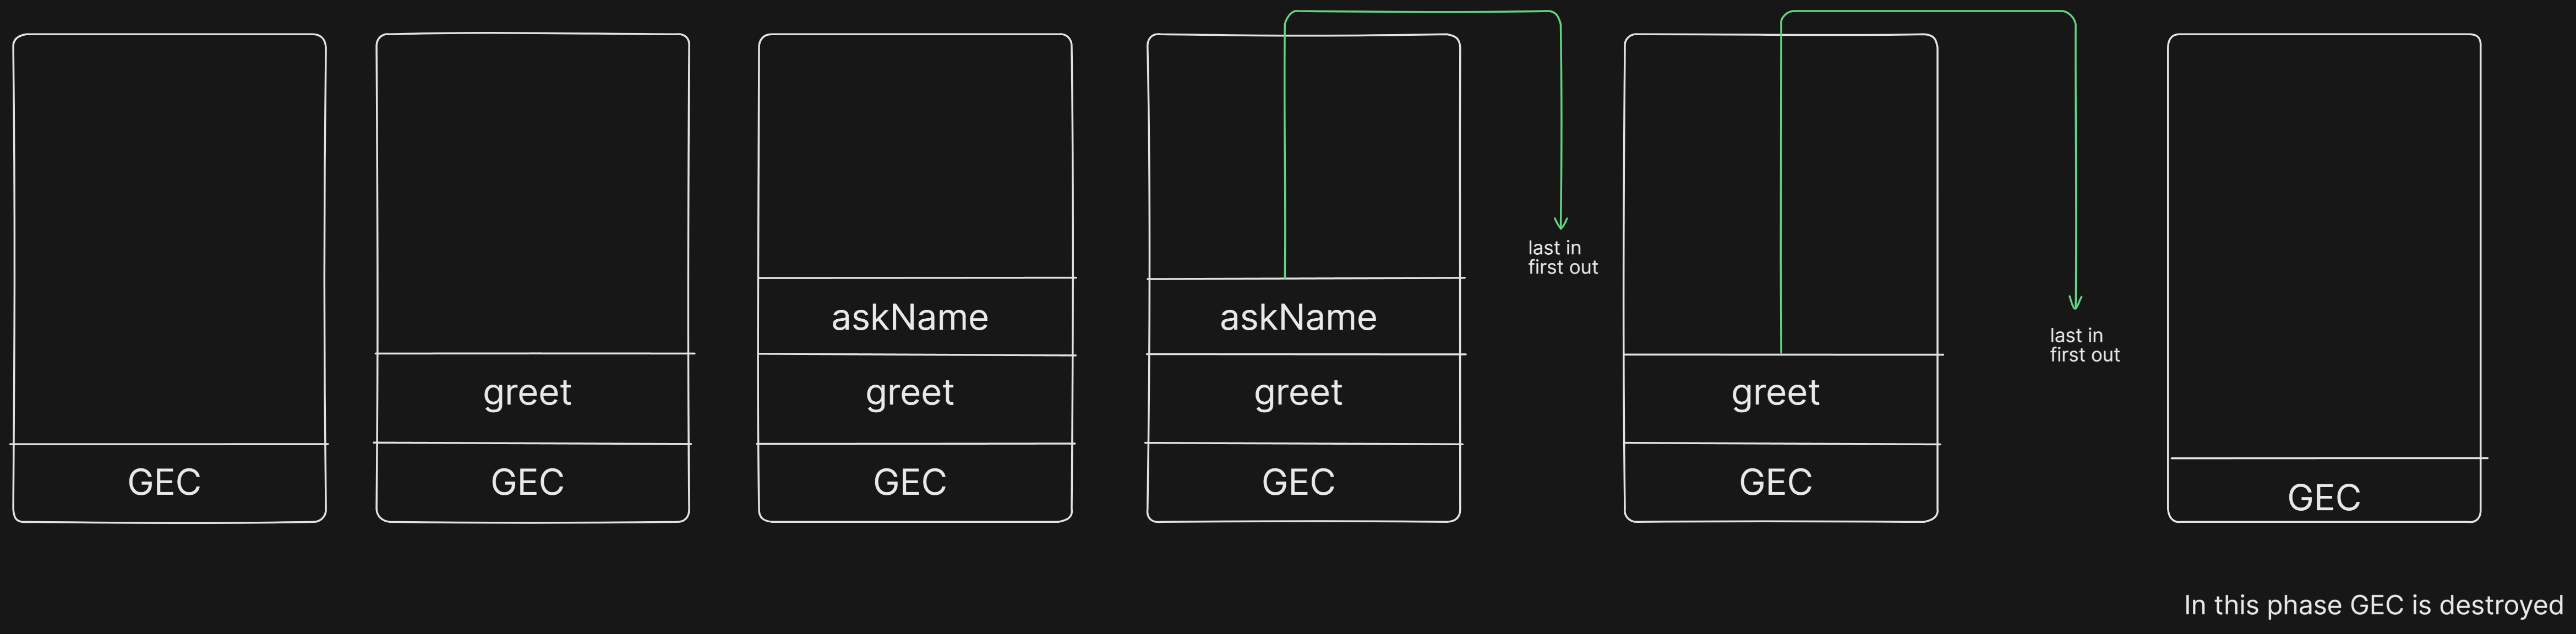 GEC
greet
GEC
askName
greet
GEC
askName
greet
GEC
last in
first out
greet
GEC
last in
first out
GEC
In this phase GEC is destroyed